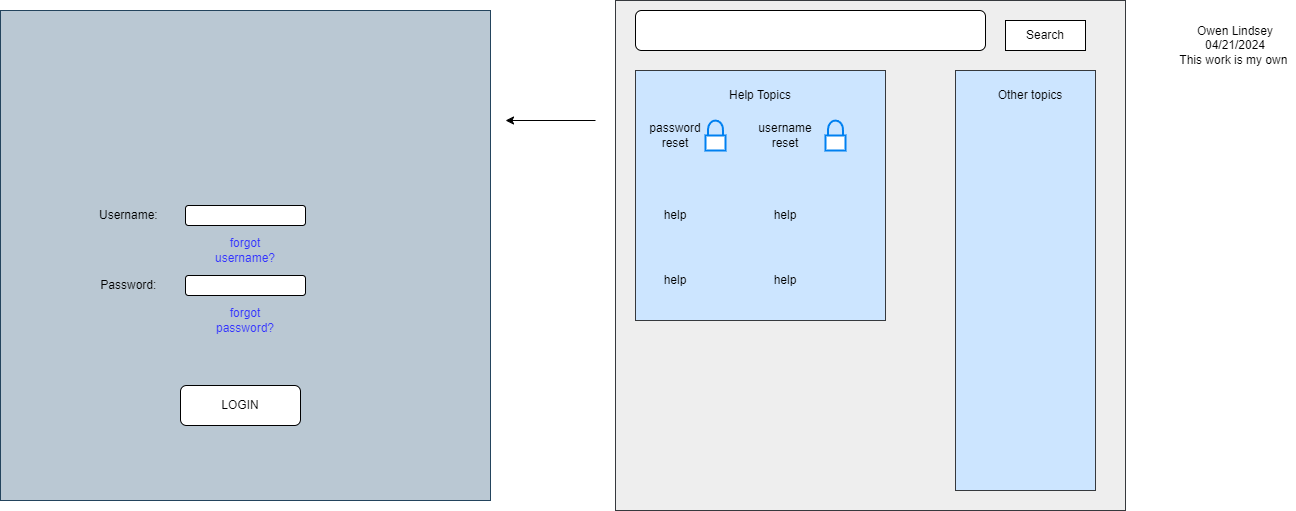 Username:
forgot
username?
Password:
forgot
password?
LOGIN
Search
Help Topics
password
reset
username
reset
help
help
help
help
Other topics
Owen Lindsey
04/21/2024
This work is my own